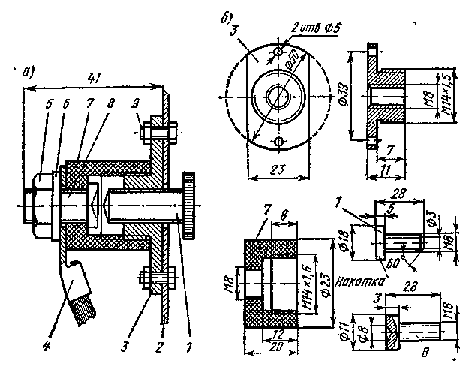 а)
41
5 6 7 8 9
4 3 2 1
б)
3
2 отв. Ф5
23
Ф33
М8
М14×1,5
7
11
7
6
М8
М14×1,5
Ф23
12
20
1
28
5
Ф18
Ф3
М8
60°
Накатка
3
28
Ф11
Ф8
М8
8